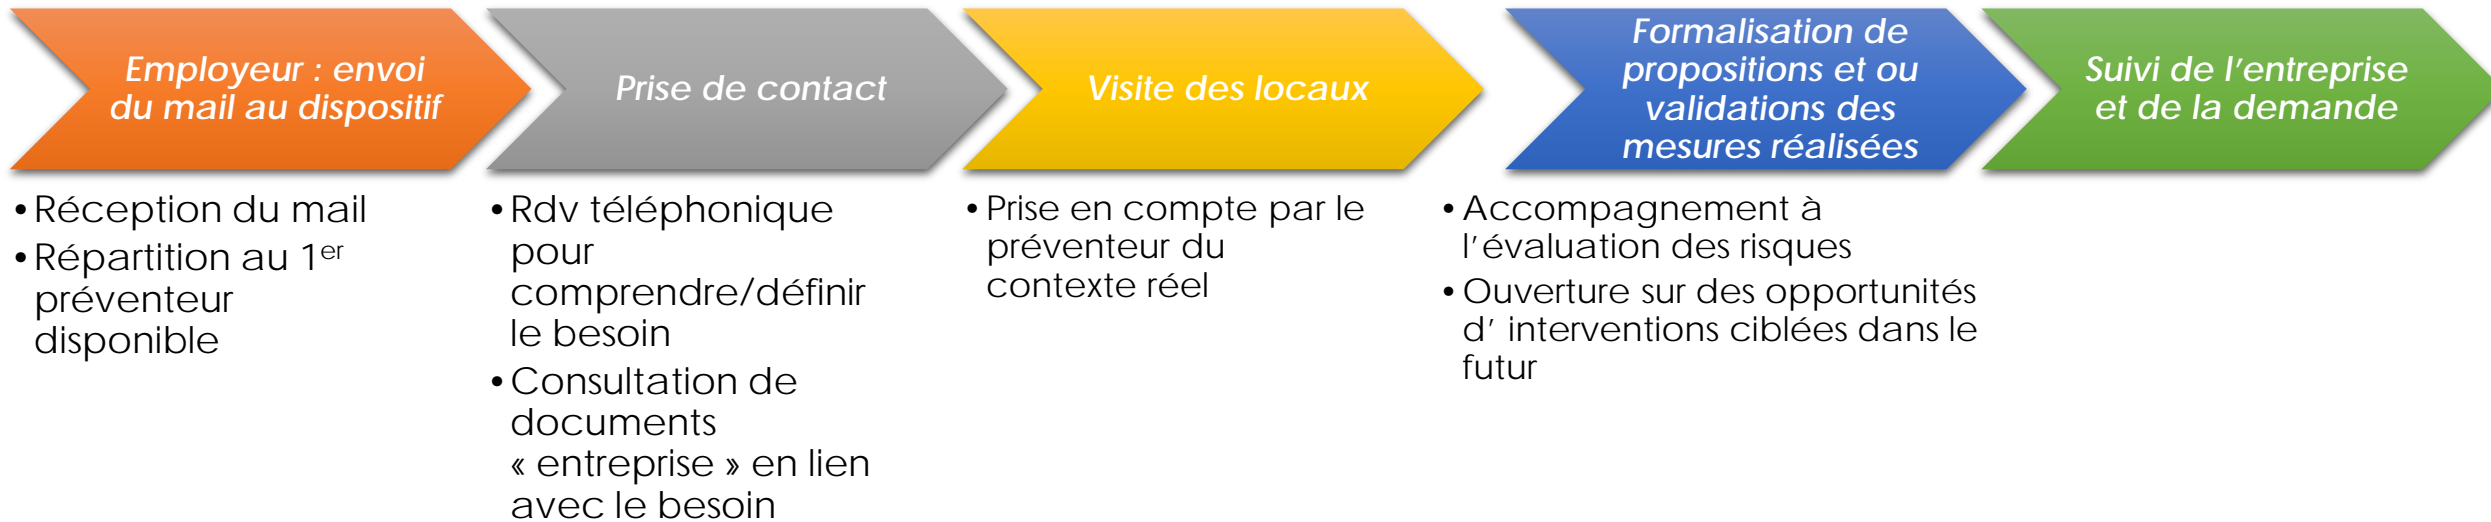 Employeur : envoi
du mail au dispositif
• Réception du mail
• Répartition au 1er
préventeur
disponible
Prise de contact
• Rdv téléphonique
pour
comprendre/définir
le besoin
• Consultation de
documents
« entreprise » en lien
avec le besoin
Visite des locaux
• Prise en compte par le
préventeur du
contexte réel
Formalisation de
propositions et ou
validations des
mesures réalisées
• Accompagnement à
l’évaluation des risques
• Ouverture sur des opportunités
d’ interventions ciblées dans le
futur
Suivi de l’entreprise
et de la demande